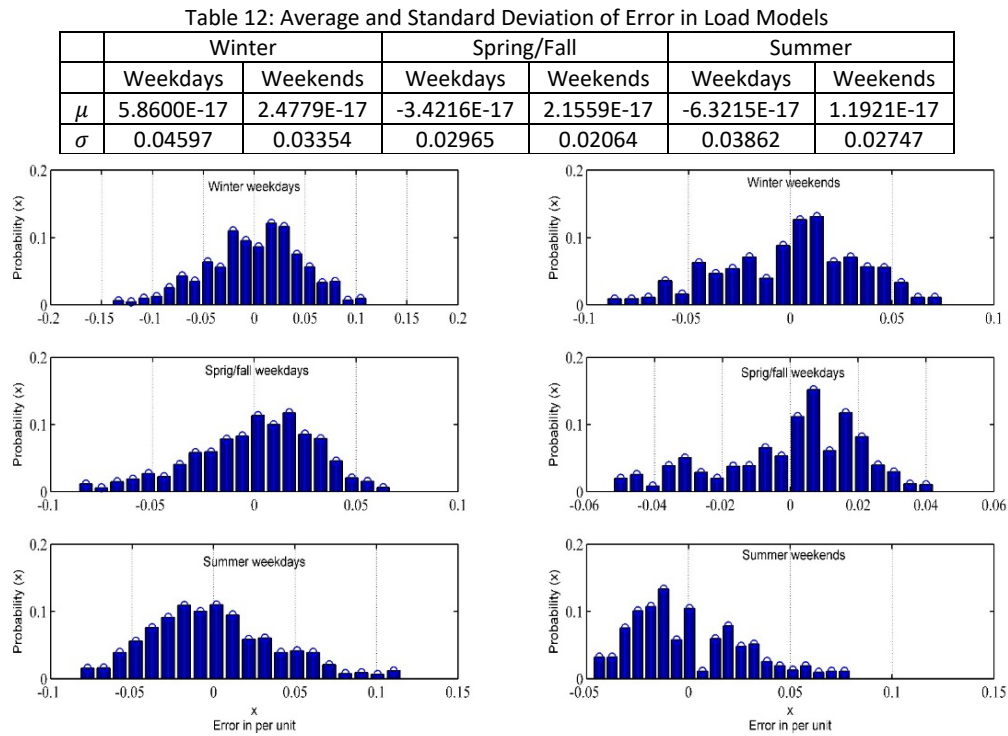 Table 12: Average and Standard Deviation of Error in Load Models
Winter Spring/Fall Summer
Weekdays Weekends Weekdays Weekends Weekdays Weekends
μ 5.8600E-17 2.4779E-17 -3.4216E-17 2.1559E-17 -6.3215E-17 1.1921E-17
σ 0.04597 0.03354 0.02965 0.02064 0.03862 0.02747
Winter weekdays
Probability (x)
0.2
0.1
0
-0.2 -0.15 -0.1 -0.05 0 0.05 0.1 0.15 0.2
Winter weekends
Probability (x)
0.2
0.1
0
-0.1 -0.05 0 0.05 0.1
Sprig/fall weekdays
Probability (x)
0.2
0.1
0
-0.1 -0.05 0 0.05 0.1
Sprig/fall weekdays
Probability (x)
0.2
0.1
0
-0.06 -0.04 -0.02 0 0.02 0.04 0.06
Summer weekdays
Probability (x)
0.2
0.1
0
-0.1 -0.05 0 0.05 0.1 0.15
x
Error in per unit
Summer weekends
Probability (x)
0.2
0.1
0
-0.05 0 0.05 0.1 0.15
x
Error in per unit